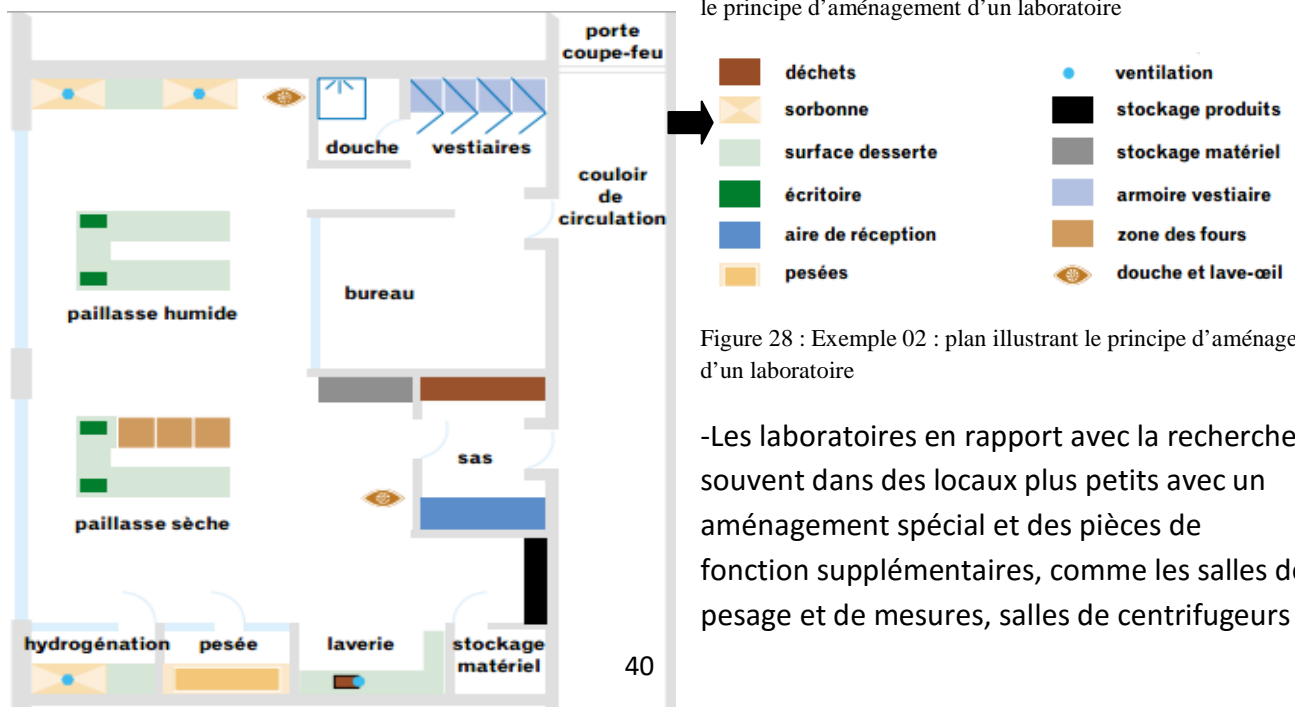 porte
coupe-feu
douche
vestiaires
couloir
de
circulation
bureau
paillasse humide
sas
paillasse sèche
hydrogénation
pesée
laverie
stockage
matériel
40
le principe d’aménagement d’un laboratoire
déchets
ventilation
sorbonne
stockage produits
surface desserte
stockage matériel
écritoire
armoire vestiaire
aire de réception
zone des fours
pesées
douche et lave-œil
Figure 28 : Exemple 02 : plan illustrant le principe d’aménage
d’un laboratoire
-Les laboratoires en rapport avec la recherche
souvent dans des locaux plus petits avec un
aménagement spécial et des pièces de
fonction supplémentaires, comme les salles de
pesage et de mesures, salles de centrifugeurs